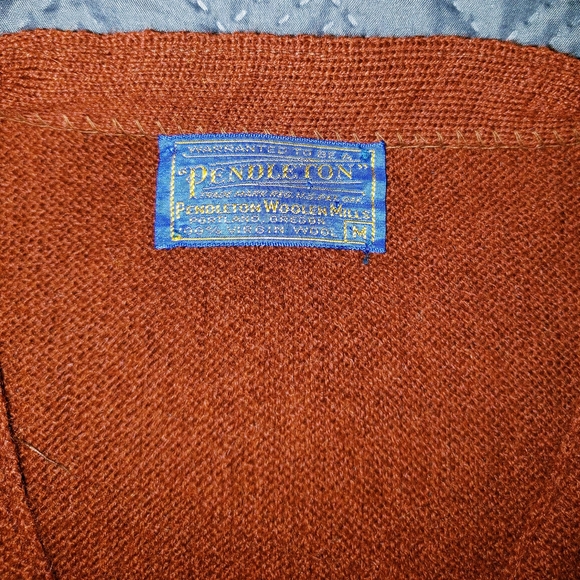 WARRANTED TO BE A
"PENDLETON"
TRADE MARK REG. U.S. PAT. OFF.
PENDLETON WOOLEN MILLS
PORTLAND, OREGON
100% VIRGIN WOOL M